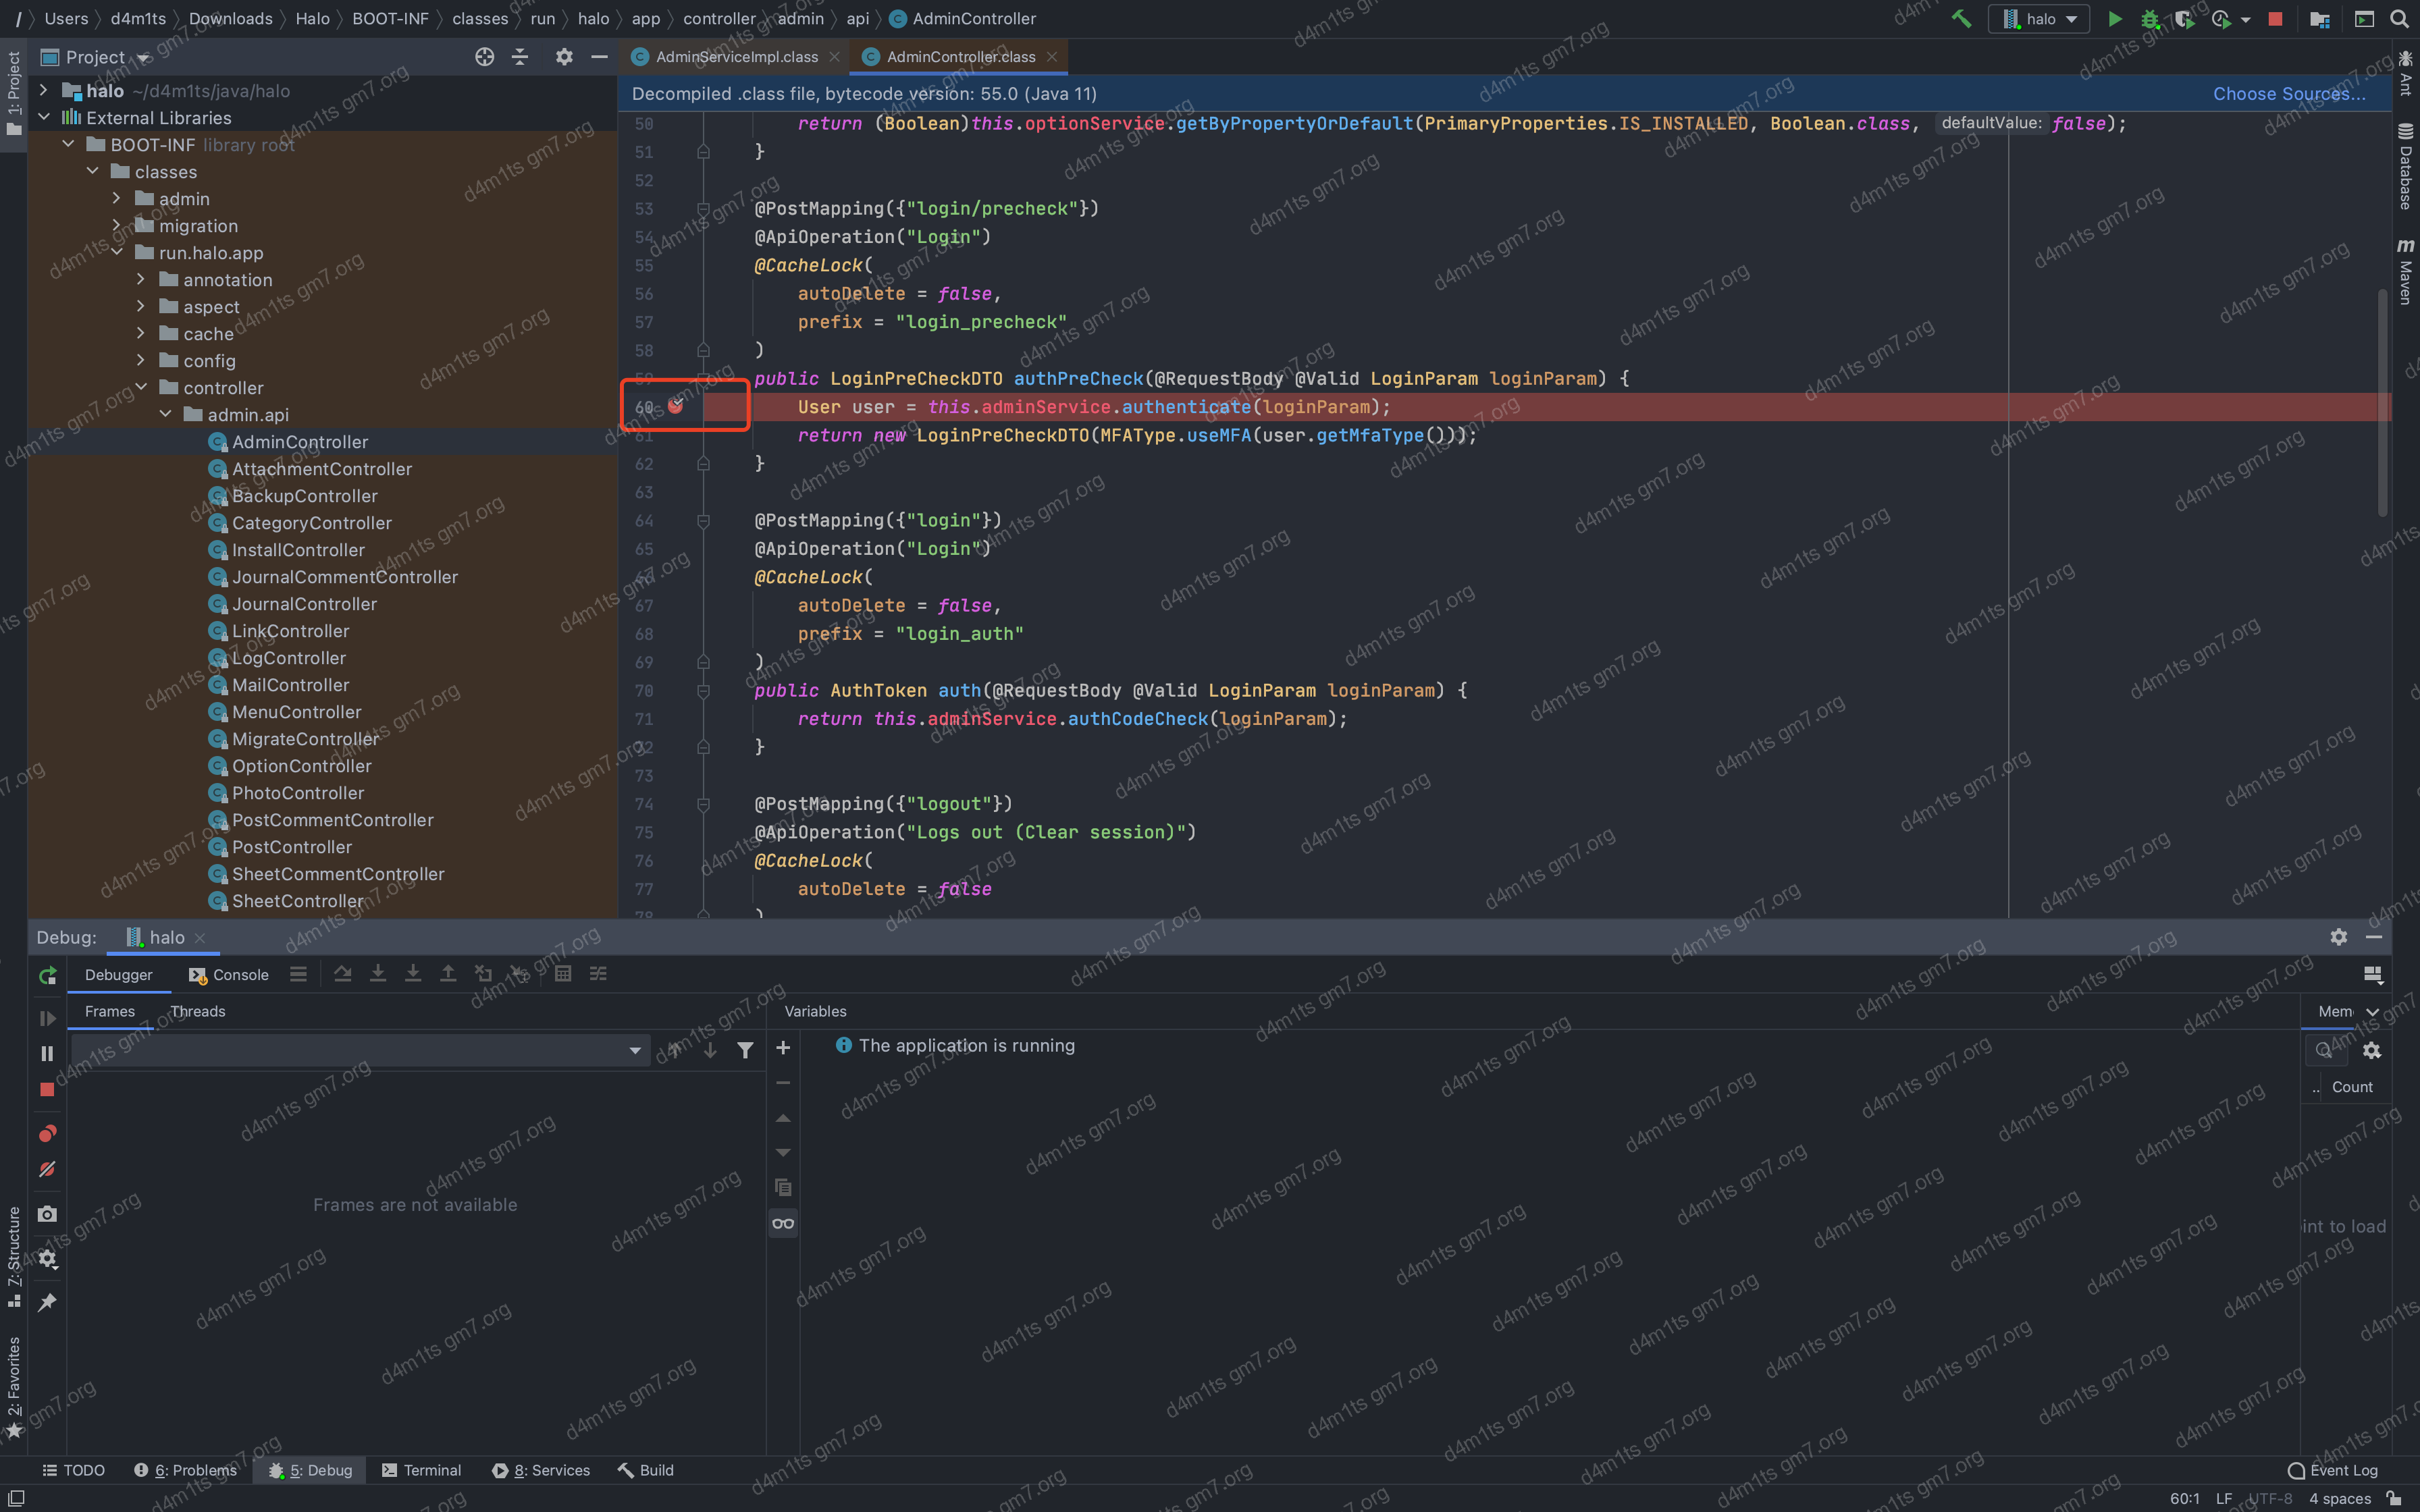 / Users d4m1ts Downloads Halo BOOT-INF classes run halo app controller admin api AdminController
halo
1: Project
Project
AdminServiceImpl.class
AdminController.class
Ant
Database
Maven
Decompiled .class file, bytecode version: 55.0 (Java 11)
Choose Sources...
halo ~/d4m1ts/java/halo
External Libraries
BOOT-INF library root
classes
admin
migration
run.halo.app
annotation
aspect
cache
config
controller
admin.api
AdminController
AttachmentController
BackupController
CategoryController
InstallController
JournalCommentController
JournalController
LinkController
LogController
MailController
MenuController
MigrateController
OptionController
PhotoController
PostCommentController
PostController
SheetCommentController
SheetController
50 return (Boolean)this.optionService.getByPropertyOrDefault(PrimaryProperties.IS_INSTALLED, Boolean.class, defaultValue: false);
51 }
52
53 @PostMapping({"login/precheck"})
54 @ApiOperation("Login")
55 @CacheLock(
56 autoDelete = false,
57 prefix = "login_precheck"
58 )
59 public LoginPreCheckDTO authPreCheck(@RequestBody @Valid LoginParam loginParam) {
60 User user = this.adminService.authenticate(loginParam);
61 return new LoginPreCheckDTO(MFAType.useMFA(user.getMfaType()));
62 }
63
64 @PostMapping({"login"})
65 @ApiOperation("Login")
66 @CacheLock(
67 autoDelete = false,
68 prefix = "login_auth"
69 )
70 public AuthToken auth(@RequestBody @Valid LoginParam loginParam) {
71 return this.adminService.authCodeCheck(loginParam);
72 }
73
74 @PostMapping({"logout"})
75 @ApiOperation("Logs out (Clear session)")
76 @CacheLock(
77 autoDelete = false
78 )
Debug: halo
Debugger Console
Frames Threads
Variables
Mem
The application is running
Count
Frames are not available
int to load
7: Structure
2: Favorites
TODO 6: Problems 5: Debug Terminal 8: Services Build
Event Log
60:1 LF UTF-8 4 spaces
d4m1ts gm7.org